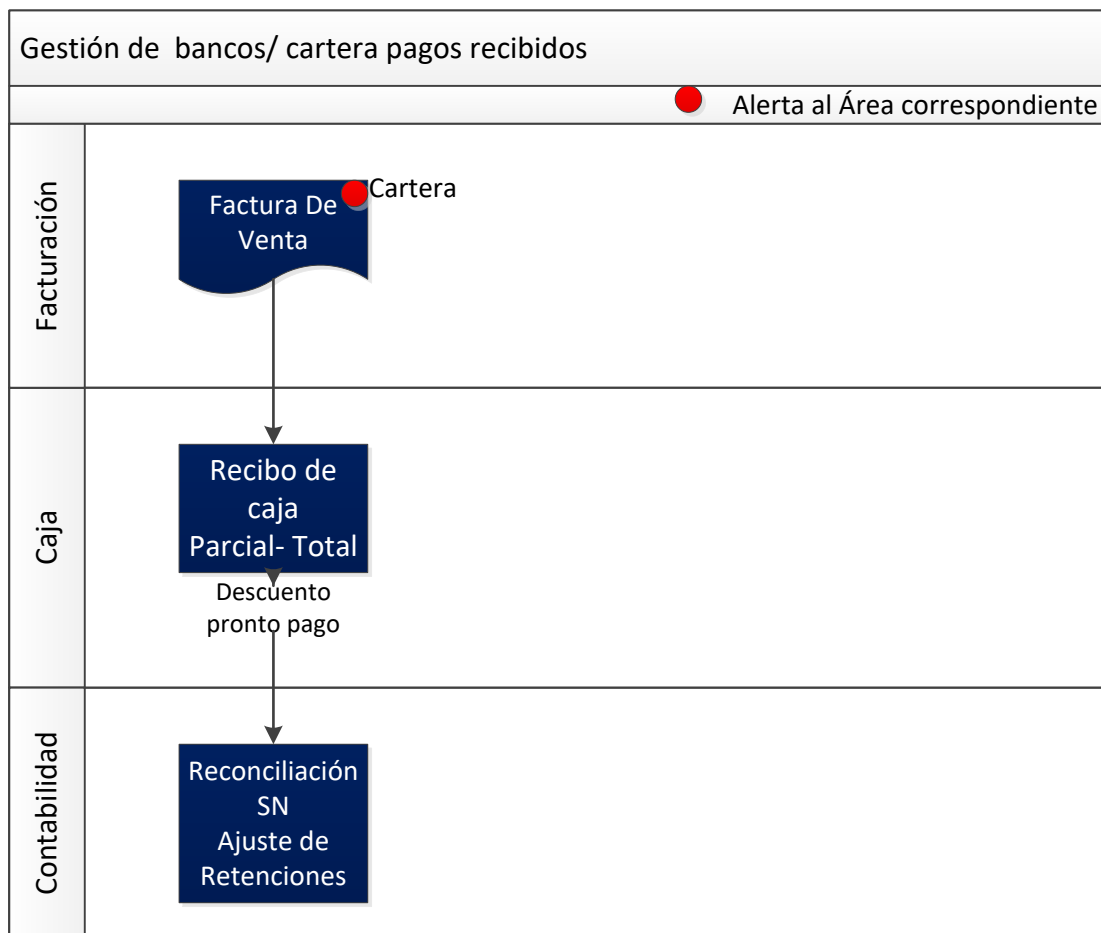 Gestión de  bancos/ cartera pagos recibidos
Alerta al Área correspondiente
Facturación
Factura De
Venta
Cartera
Caja
Recibo de
caja
Parcial- Total
Descuento
pronto pago
Contabilidad
Reconciliación
SN
Ajuste de
Retenciones